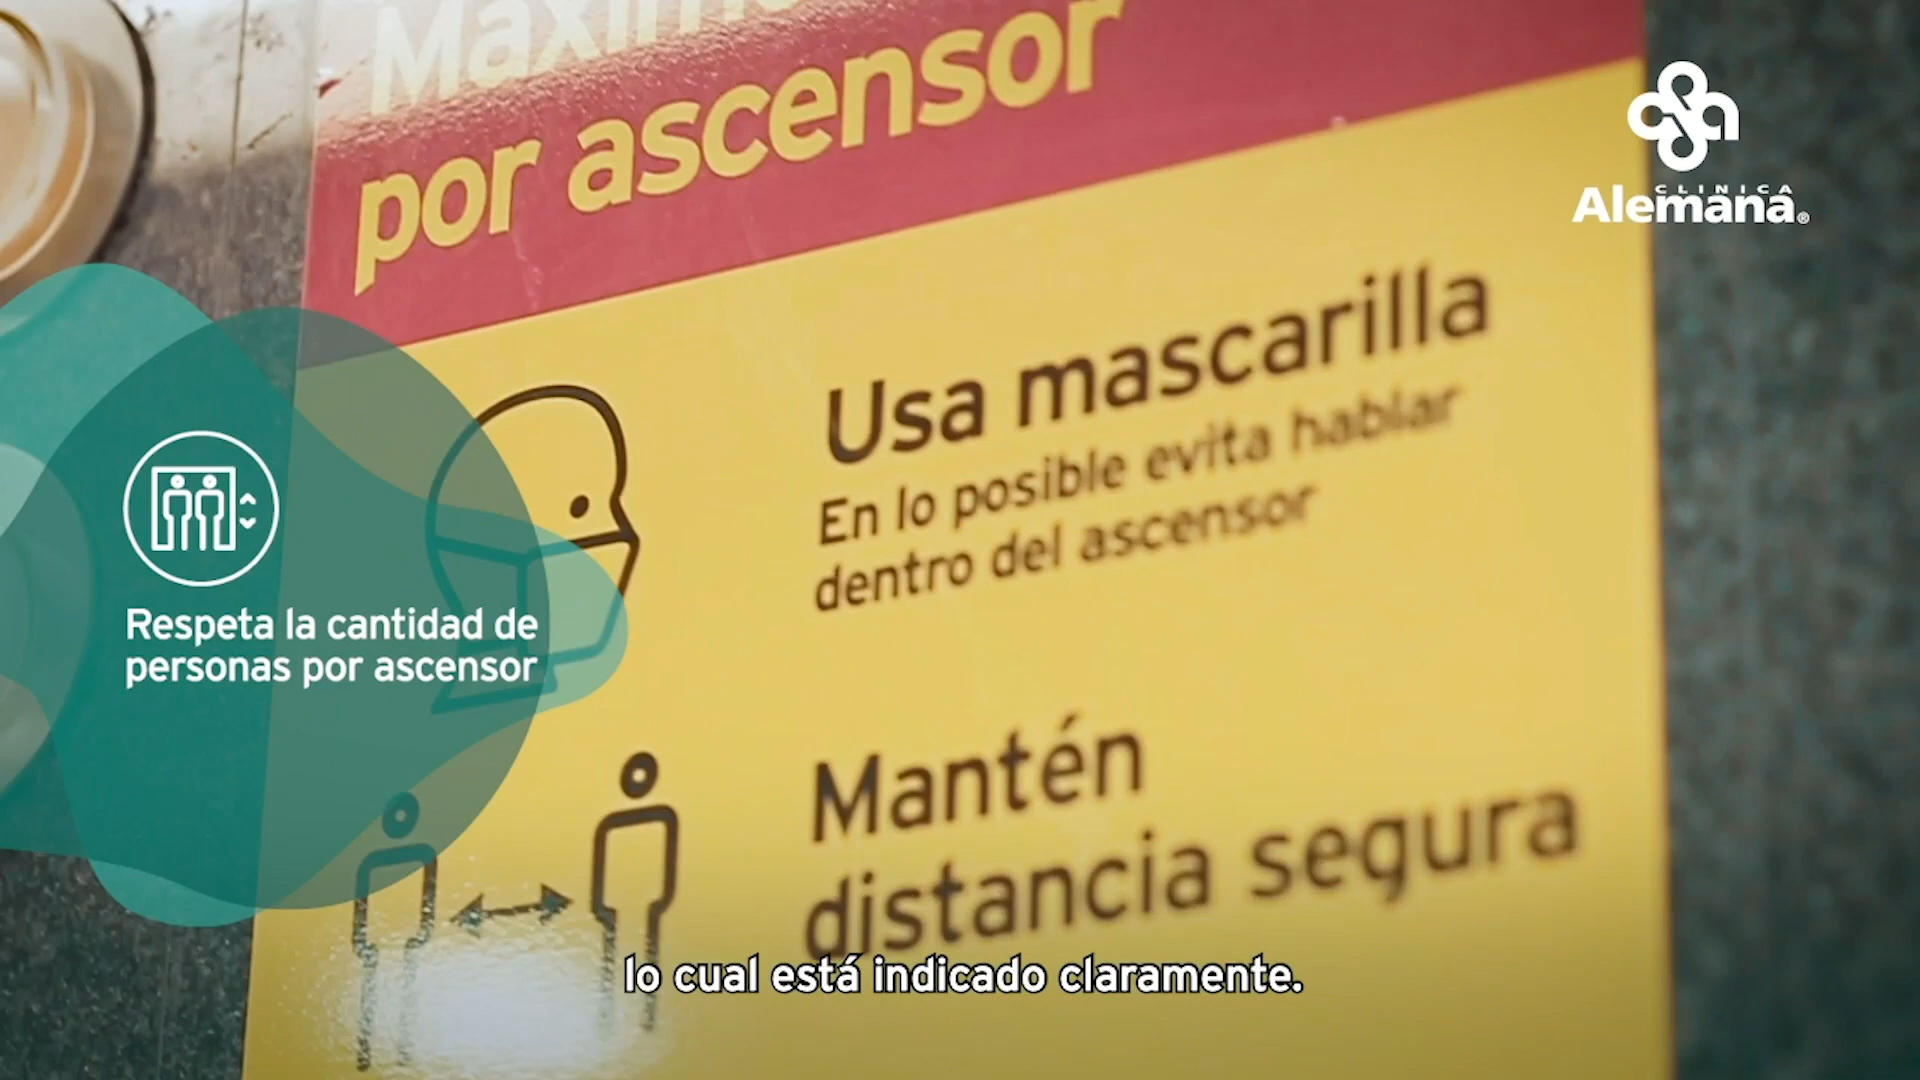 por ascensor
CLINICA
Alemana®
Usa mascarilla
En lo posible evita hablar
dentro del ascensor
Respeta la cantidad de
personas por ascensor
Mantén
distancia segura
lo cual está indicado claramente.